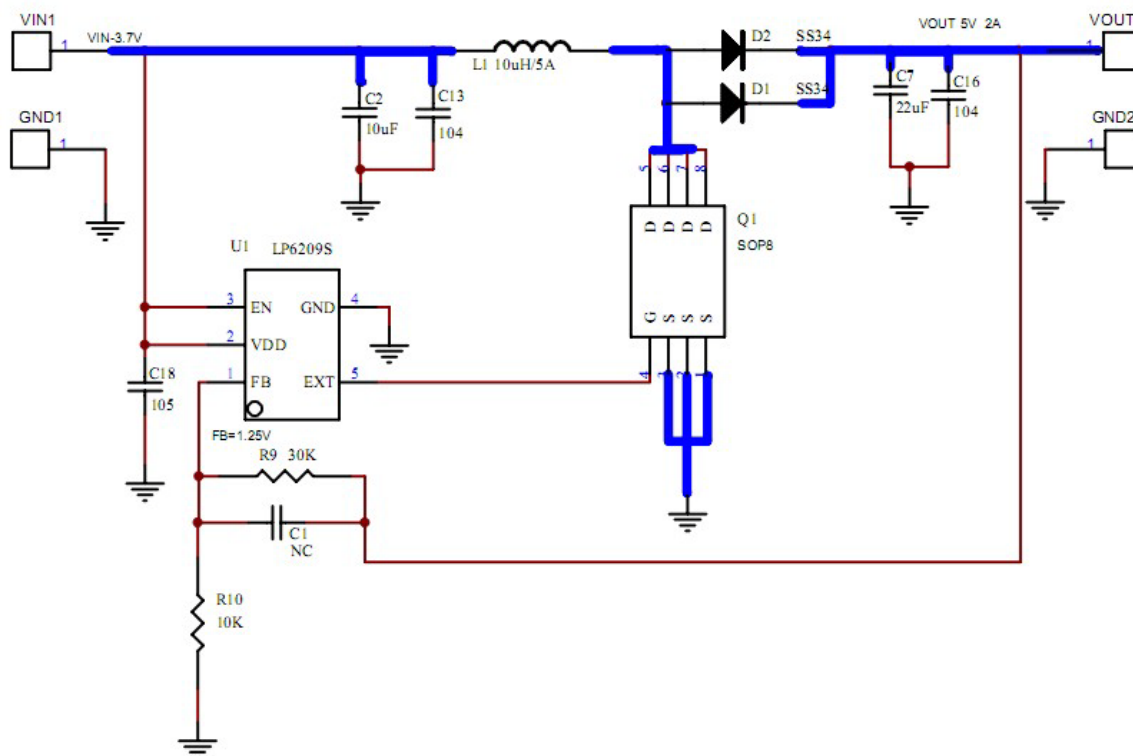 VIN1
1
VIN-3.7V
L1 10uH/5A
D2
SS34
D1
SS34
VOUT 5V 2A
VOUT
1
C2
10uF
C13
104
C7
22uF
C16
104
GND1
1
GND2
1
5
6
7
8
D
D
D
D
Q1
SOP8
G
S
S
S
4
3
2
1
U1
LP6209S
3
EN
GND
4
2
VDD
1
FB
EXT
5
C18
105
FB=1.25V
R9 30K
C1
NC
R10
10K